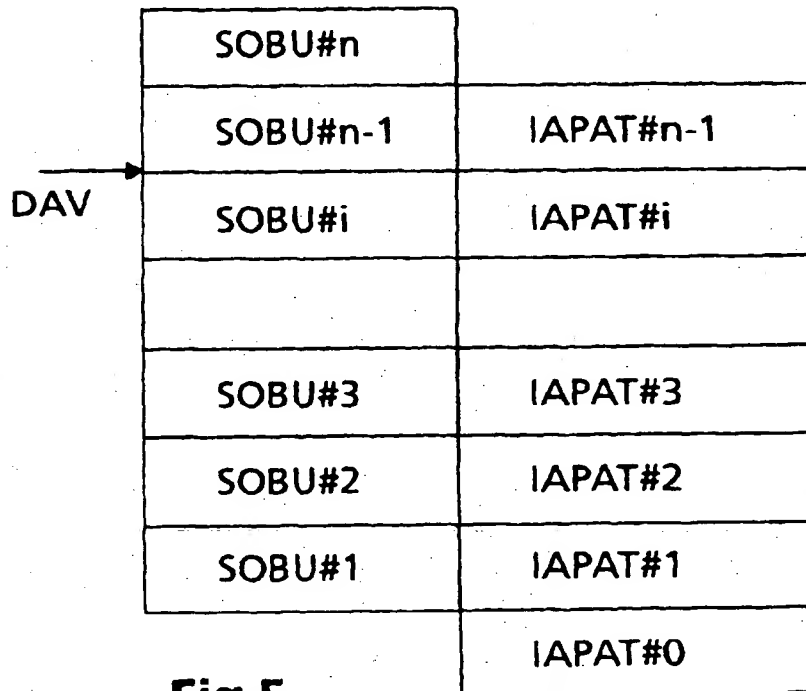 SOBU#n
SOBU#n-1 IAPAT#n-1
DAV
SOBU#i IAPAT#i
SOBU#3 IAPAT#3
SOBU#2 IAPAT#2
SOBU#1 IAPAT#1
IAPAT#0